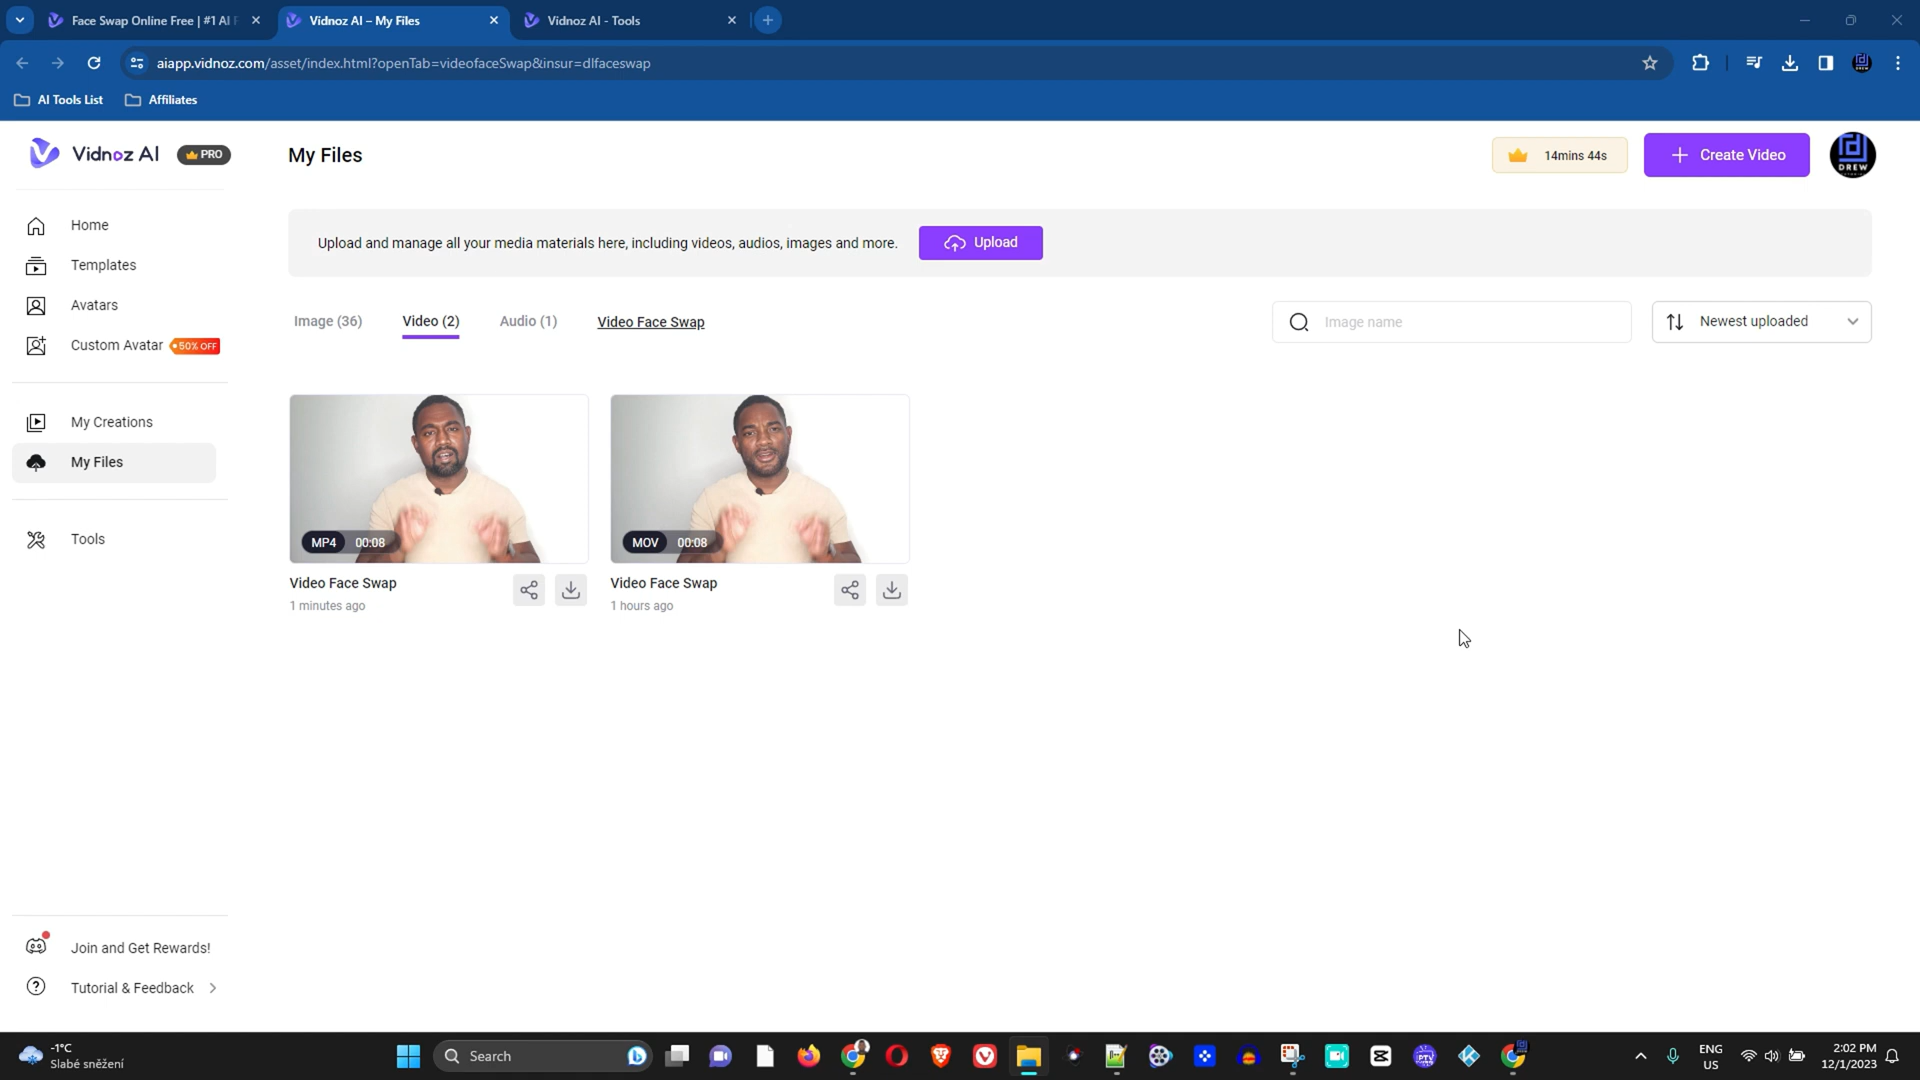 Face Swap Online Free | #1 AI F
Vidnoz AI – My Files
Vidnoz AI - Tools
aiapp.vidnoz.com/asset/index.html?openTab=videofaceSwap&insur=dlfaceswap
AI Tools List
Affiliates
Vidnoz AI
PRO
My Files
14mins 44s
Create Video
DREW
Home
Templates
Avatars
Custom Avatar
50% OFF
My Creations
My Files
Tools
Upload and manage all your media materials here, including videos, audios, images and more.
Upload
Image (36)
Video (2)
Audio (1)
Video Face Swap
Image name
Newest uploaded
MP4
00:08
MOV
00:08
Video Face Swap
1 minutes ago
Video Face Swap
1 hours ago
Join and Get Rewards!
Tutorial & Feedback
-1°C
Slabé sněžení
Search
ENG
US
2:02 PM
12/1/2023